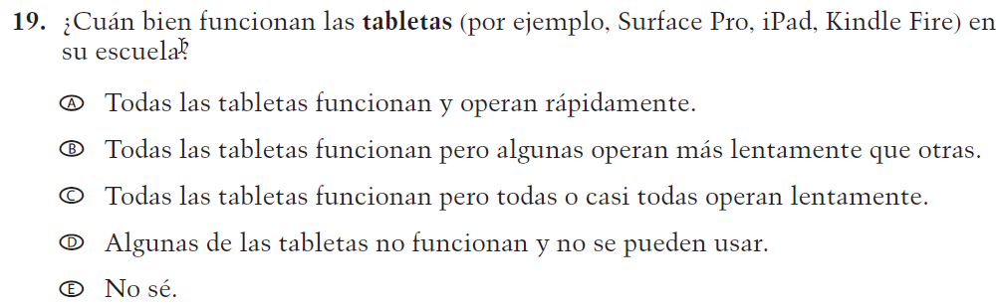 19. ¿Cuán bien funcionan las tabletas (por ejemplo, Surface Pro, iPad, Kindle Fire) en
su escuela?
A Todas las tabletas funcionan y operan rápidamente.
B Todas las tabletas funcionan pero algunas operan más lentamente que otras.
C Todas las tabletas funcionan pero todas o casi todas operan lentamente.
D Algunas de las tabletas no funcionan y no se pueden usar.
E No sé.